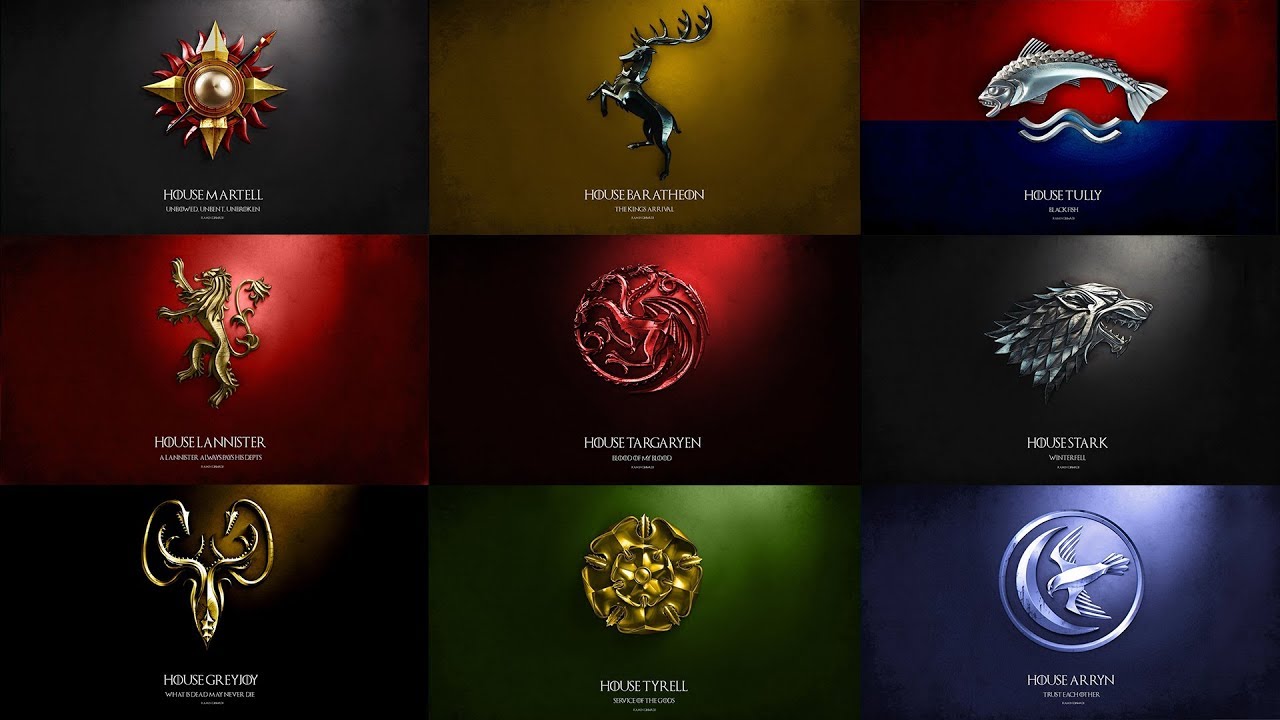 HOUSE MARTELL
UNBOWED, UNBENT, UNBROKEN
HOUSE BARATHEON
THE KINGS ARRIVAL
HOUSE TULLY
BLACKFISH
HOUSE LANNISTER
A LANNISTER ALWAYS PAYS HIS DEPTS
HOUSE TARGARYEN
BLOOD OF MY BLOOD
HOUSE STARK
WINTERFELL
HOUSE GREYJOY
WHAT IS DEAD MAY NEVER DIE
HOUSE TYRELL
SERVICE OF THE GODS
HOUSE ARRYN
TRUST EACH OTHER